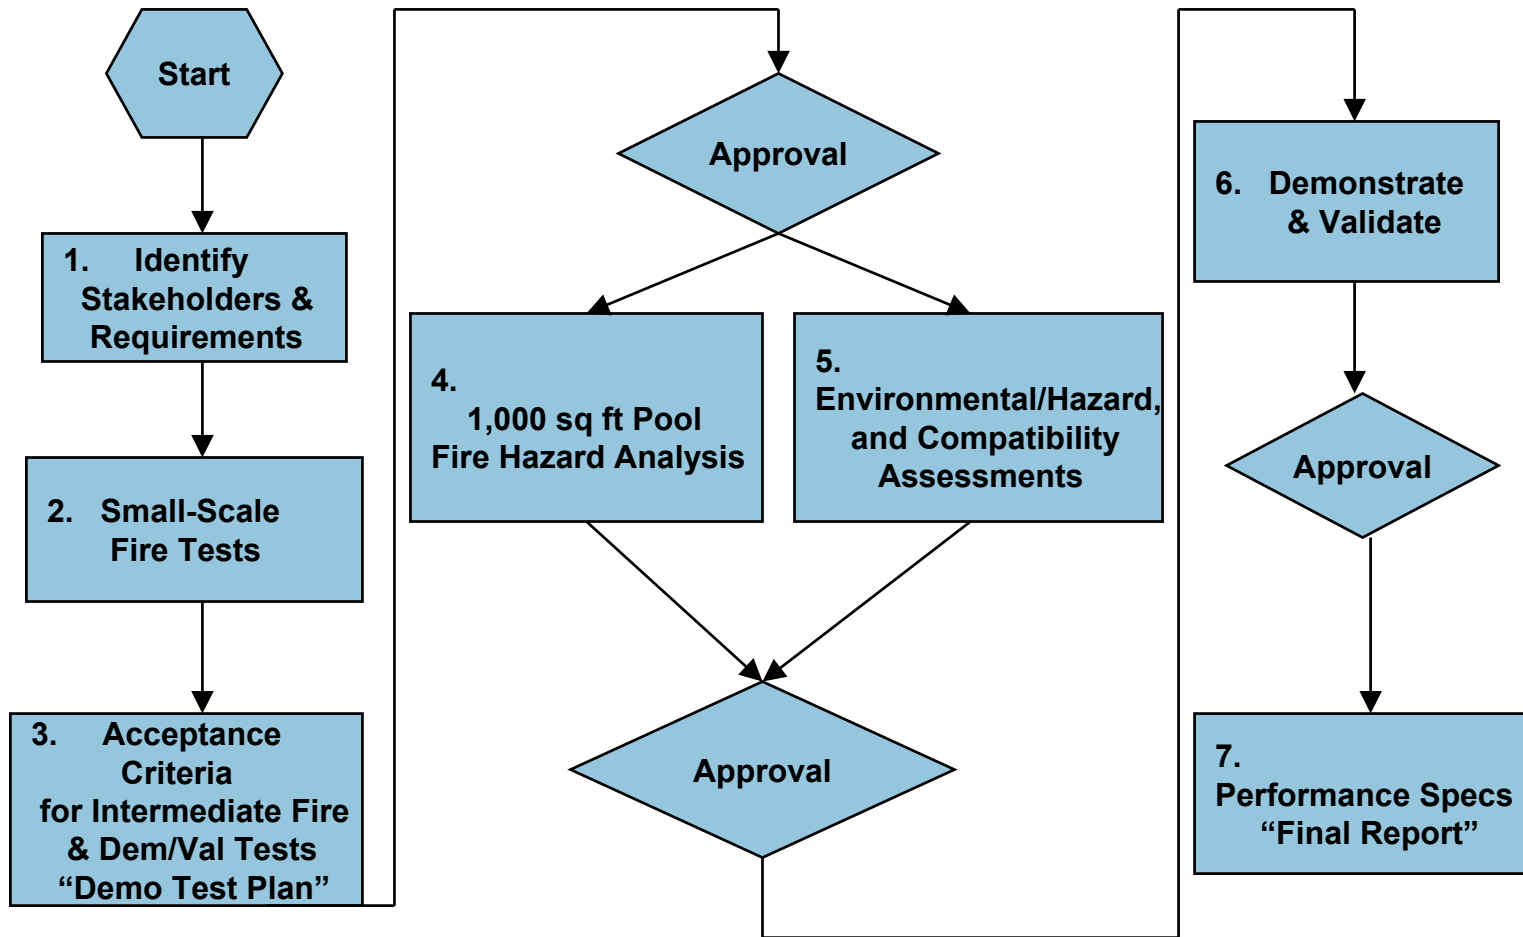 Start
1. Identify
Stakeholders &
Requirements
2. Small-Scale
Fire Tests
3. Acceptance
Criteria
for Intermediate Fire
& Dem/Val Tests
“Demo Test Plan”
Approval
4.
1,000 sq ft Pool
Fire Hazard Analysis
5.
Environmental/Hazard,
and Compatibility
Assessments
Approval
6. Demonstrate
& Validate
Approval
7.
Performance Specs
“Final Report”